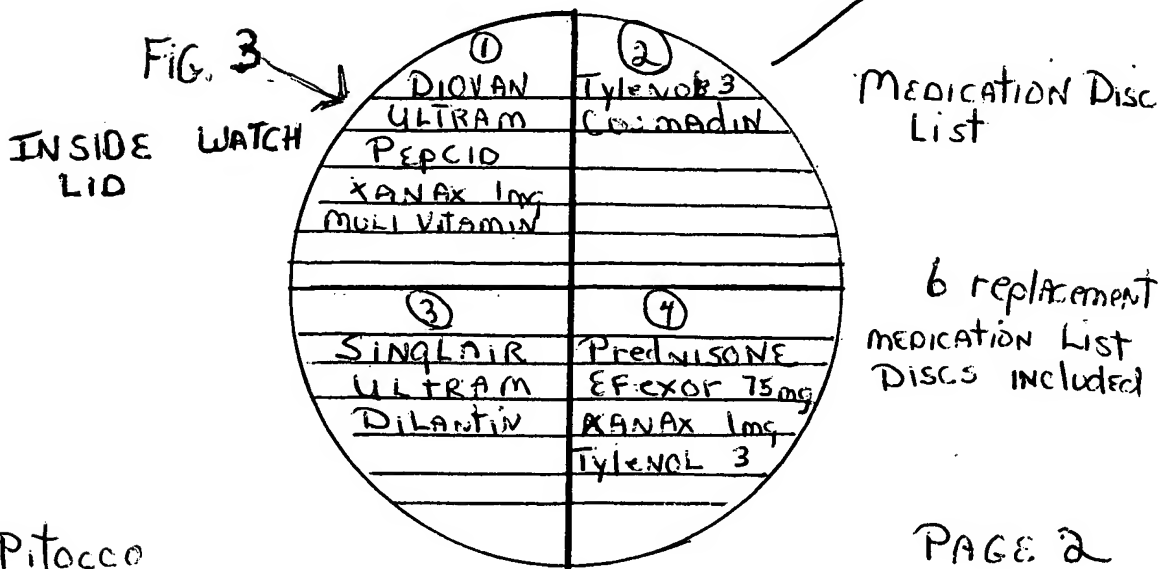 FIG. 3
INSIDE WATCH
LID
①
DIOVAN
ULTRAM
PEPCID
XANAX 1mg
MULI VITAMIN
②
TylENOL 3
COUMADIN
MEDICATION Disc
List
③
SINGLAIR
ULTRAM
DILANTIN
④
PredNISONE
EFFexor 75mg
XANAX 1mg
TylENOL 3
6 replacement
MEDICATION LIST
DISCS INCLUDED
Pitocco
PAGE 2